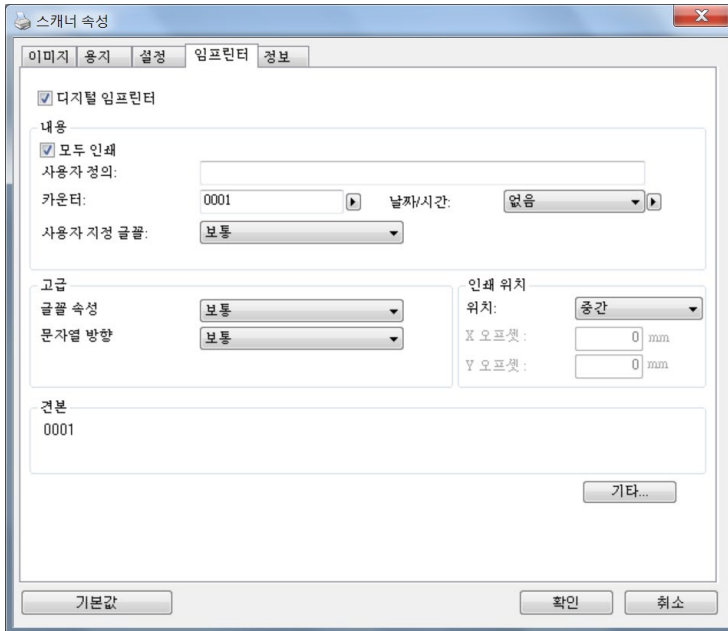 스캐너 속성
이미지 용지 설정 임프린터 정보
디지털 임프린터
내용
모두 인쇄
사용자 정의:
카운터: 0001 날짜/시간: 없음
사용자 지정 글꼴: 보통
고급
글꼴 속성 보통
문자열 방향 보통
인쇄 위치
위치: 중간
X 오프셋 : 0 mm
Y 오프셋 : 0 mm
견본
0001
기타...
기본값 확인 취소